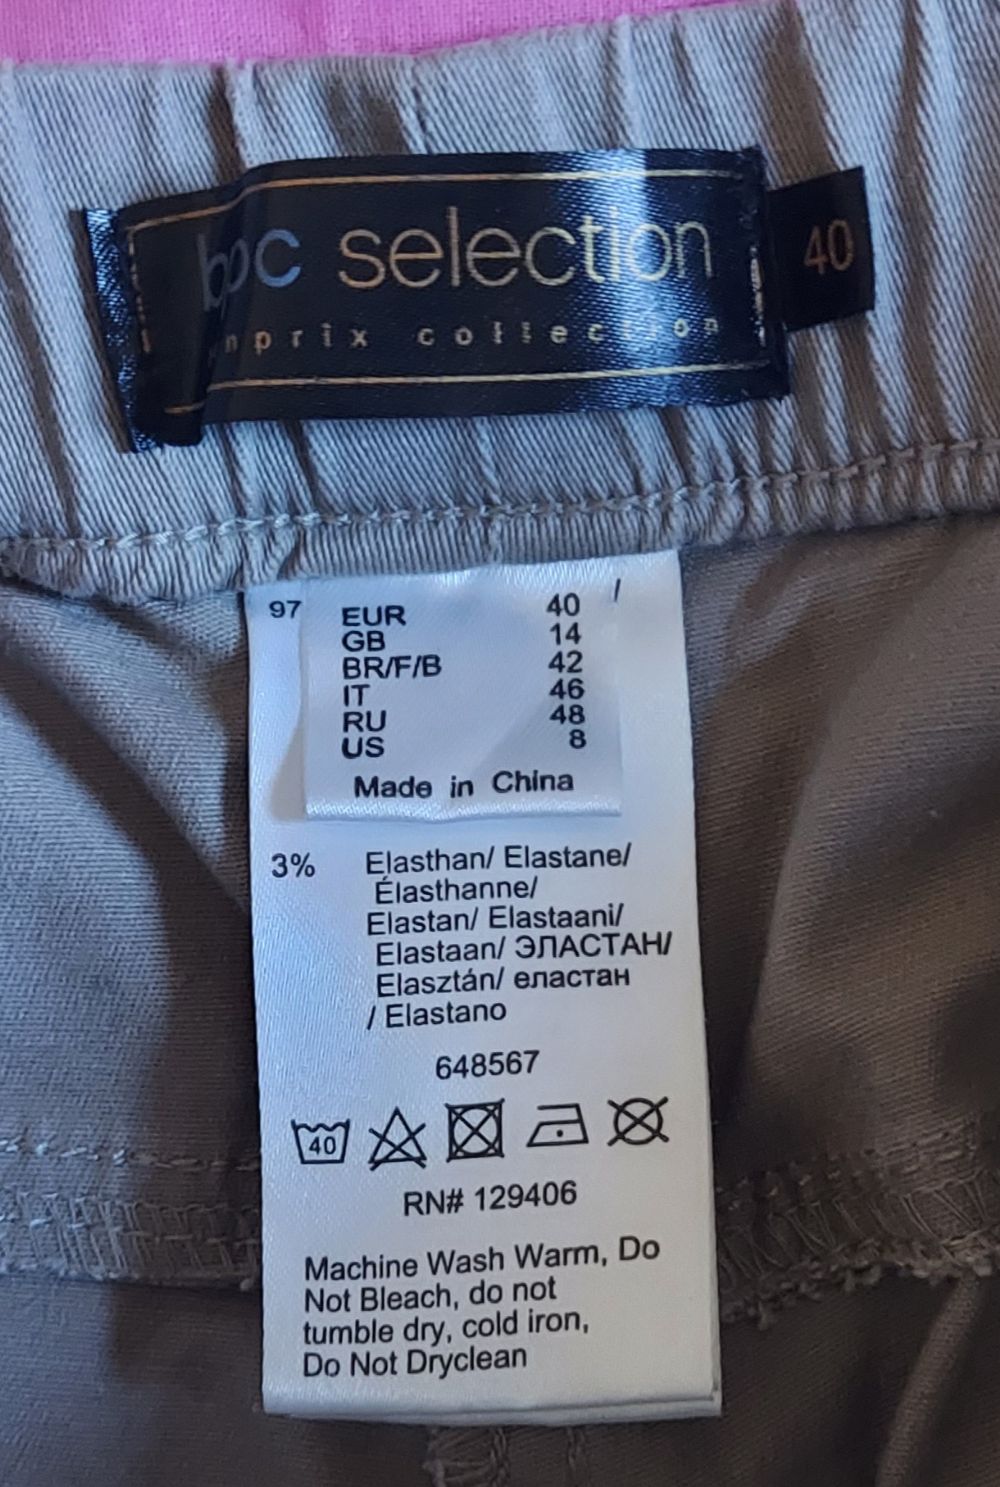 bpc selection
nprix collection
40
97
EUR 40
GB 14
BR/F/B 42
IT 46
RU 48
US 8
Made in China
3% Elasthan/ Elastane/
Élasthanne/
Elastan/ Elastaani/
Elastaan/ ЭЛАСТАН/
Elasztán/ еластан
/ Elastano
648567
40
RN# 129406
Machine Wash Warm, Do
Not Bleach, do not
tumble dry, cold iron,
Do Not Dryclean